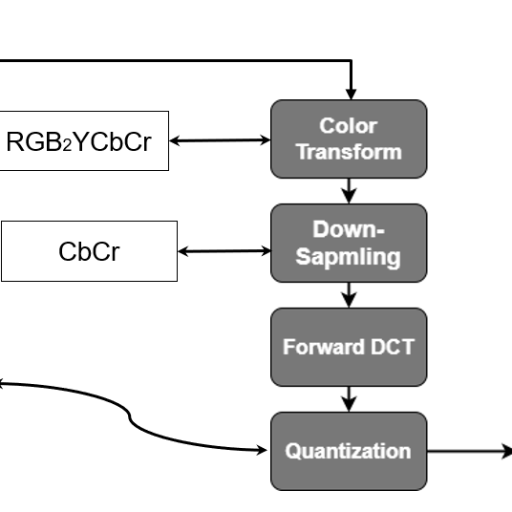 Color
Transform
RGB2YCbCr
Down-
Sapmling
CbCr
Forward DCT
Quantization